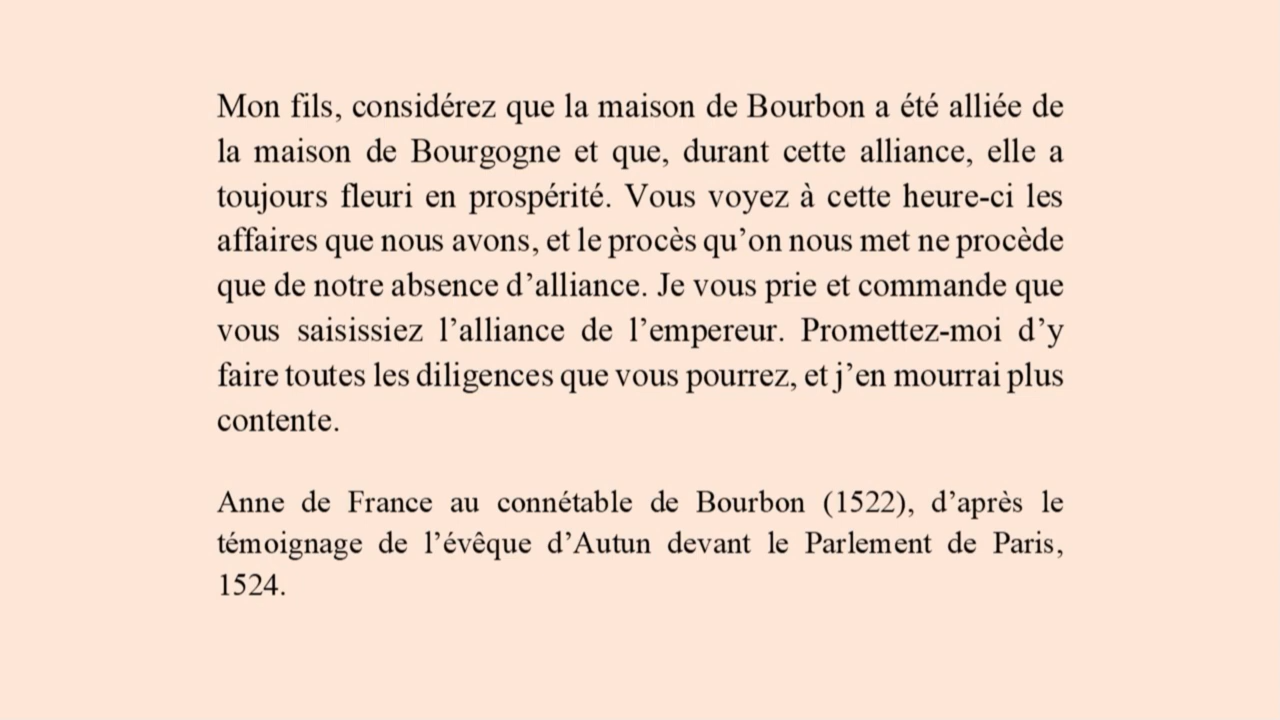 Mon fils, considérez que la maison de Bourbon a été alliée de
la maison de Bourgogne et que, durant cette alliance, elle a
toujours fleuri en prospérité. Vous voyez à cette heure-ci les
affaires que nous avons, et le procès qu’on nous met ne procède
que de notre absence d’alliance. Je vous prie et commande que
vous saisissiez l’alliance de l’empereur. Promettez-moi d’y
faire toutes les diligences que vous pourrez, et j’en mourrai plus
contente.
Anne de France au connétable de Bourbon (1522), d’après le
témoignage de l’évêque d’Autun devant le Parlement de Paris,
1524.